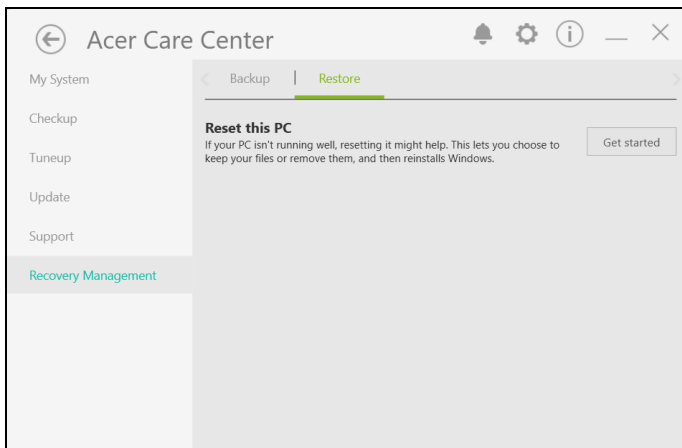 Acer Care Center
My System
Checkup
Tuneup
Update
Support
Recovery Management
Backup | Restore
Reset this PC
If your PC isn't running well, resetting it might help. This lets you choose to
keep your files or remove them, and then reinstalls Windows.
Get started